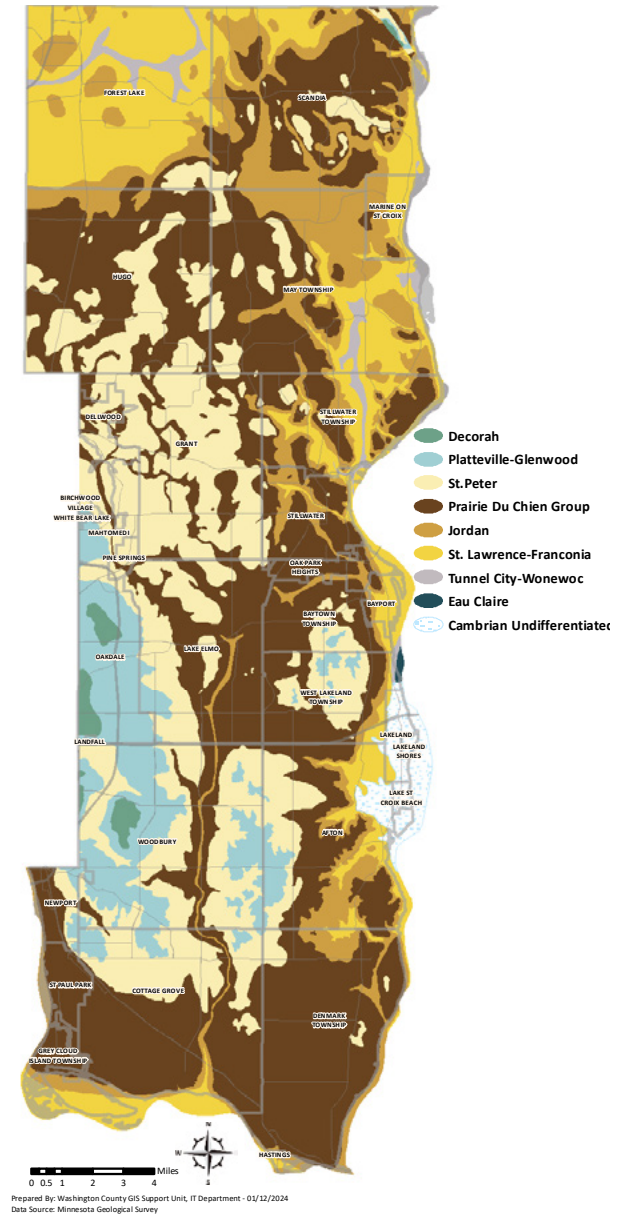 FOREST LAKE
SCANDIA
MARINE ON
ST CROIX
HUGO
MAY TOWNSHIP
DELLWOOD
STILLWATER
TOWNSHIP
GRANT
BIRCHWOOD
VILLAGE
WHITE BEAR LAKE
MAHTOMEDI
STILLWATER
PINE SPRINGS
OAK PARK
HEIGHTS
BAYPORT
BAYTOWN
TOWNSHIP
LAKE ELMO
OAKDALE
WEST LAKELAND
TOWNSHIP
LANDFALL
LAKELAND
LAKELAND
SHORES
LAKE ST
CROIX BEACH
AFTON
WOODBURY
NEWPORT
ST PAUL PARK
COTTAGE GROVE
DENMARK
TOWNSHIP
GREY CLOUD
ISLAND TOWNSHIP
HASTINGS
Decorah
Platteville-Glenwood
St.Peter
Prairie Du Chien Group
Jordan
St. Lawrence-Franconia
Tunnel City-Wonewoc
Eau Claire
Cambrian Undifferentiated
N
W E
S
Miles
0 0.5 1 2 3 4
Prepared By: Washington County GIS Support Unit, IT Department - 01/12/2024
Data Source: Minnesota Geological Survey